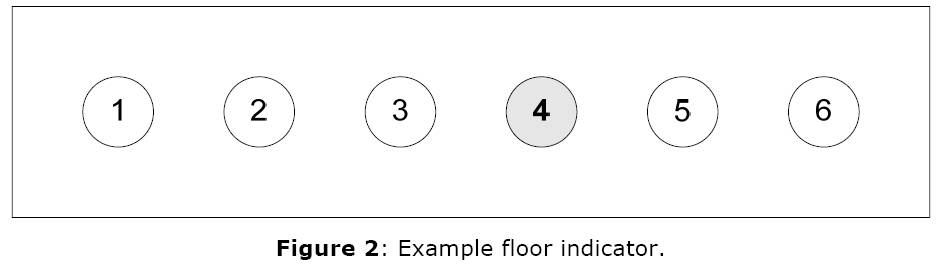 1 2 3 4 5 6
Figure 2: Example floor indicator.